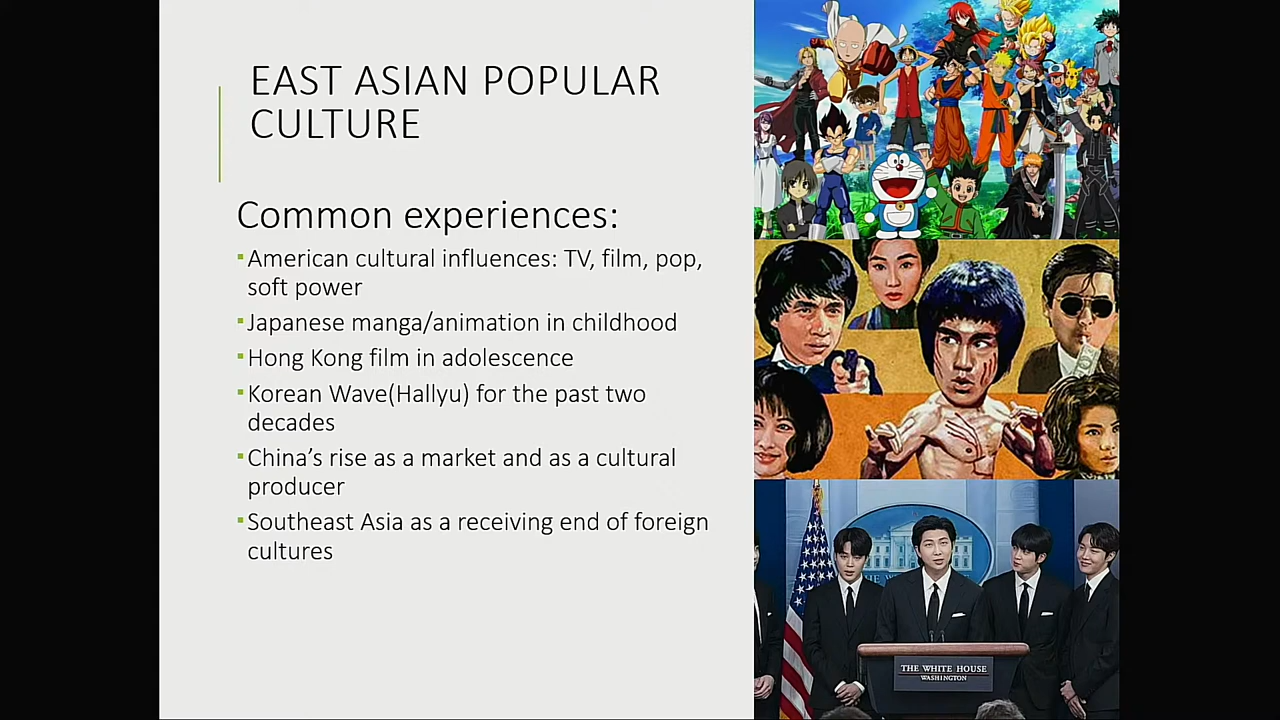 EAST ASIAN POPULAR
CULTURE
Common experiences:
▪American cultural influences: TV, film, pop,
soft power
▪Japanese manga/animation in childhood
▪Hong Kong film in adolescence
▪Korean Wave(Hallyu) for the past two
decades
▪China’s rise as a market and as a cultural
producer
▪Southeast Asia as a receiving end of foreign
cultures
THE WHITE HOUSE
WASHINGTON